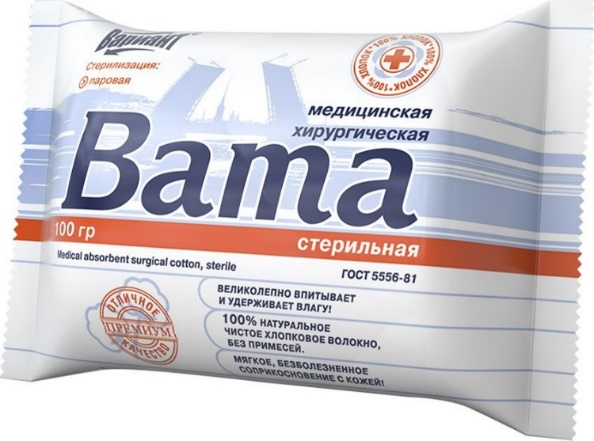 Вариант
Стерилизация:
паровая
100% ХЛОПОК*100% ХЛОПОК*
медицинская
хирургическая
Вата
100 гр
стерильная
Medical absorbent surgical cotton, sterile
ГОСТ 5556-81
ОТЛИЧНОЕ
ПРЕМИУМ
КАЧЕСТВО
ВЕЛИКОЛЕПНО ВПИТЫВАЕТ
И УДЕРЖИВАЕТ ВЛАГУ!
100% НАТУРАЛЬНОЕ
ЧИСТОЕ ХЛОПКОВОЕ ВОЛОКНО,
БЕЗ ПРИМЕСЕЙ.
МЯГКОЕ, БЕЗБОЛЕЗНЕННОЕ
СОПРИКОСНОВЕНИЕ С КОЖЕЙ!